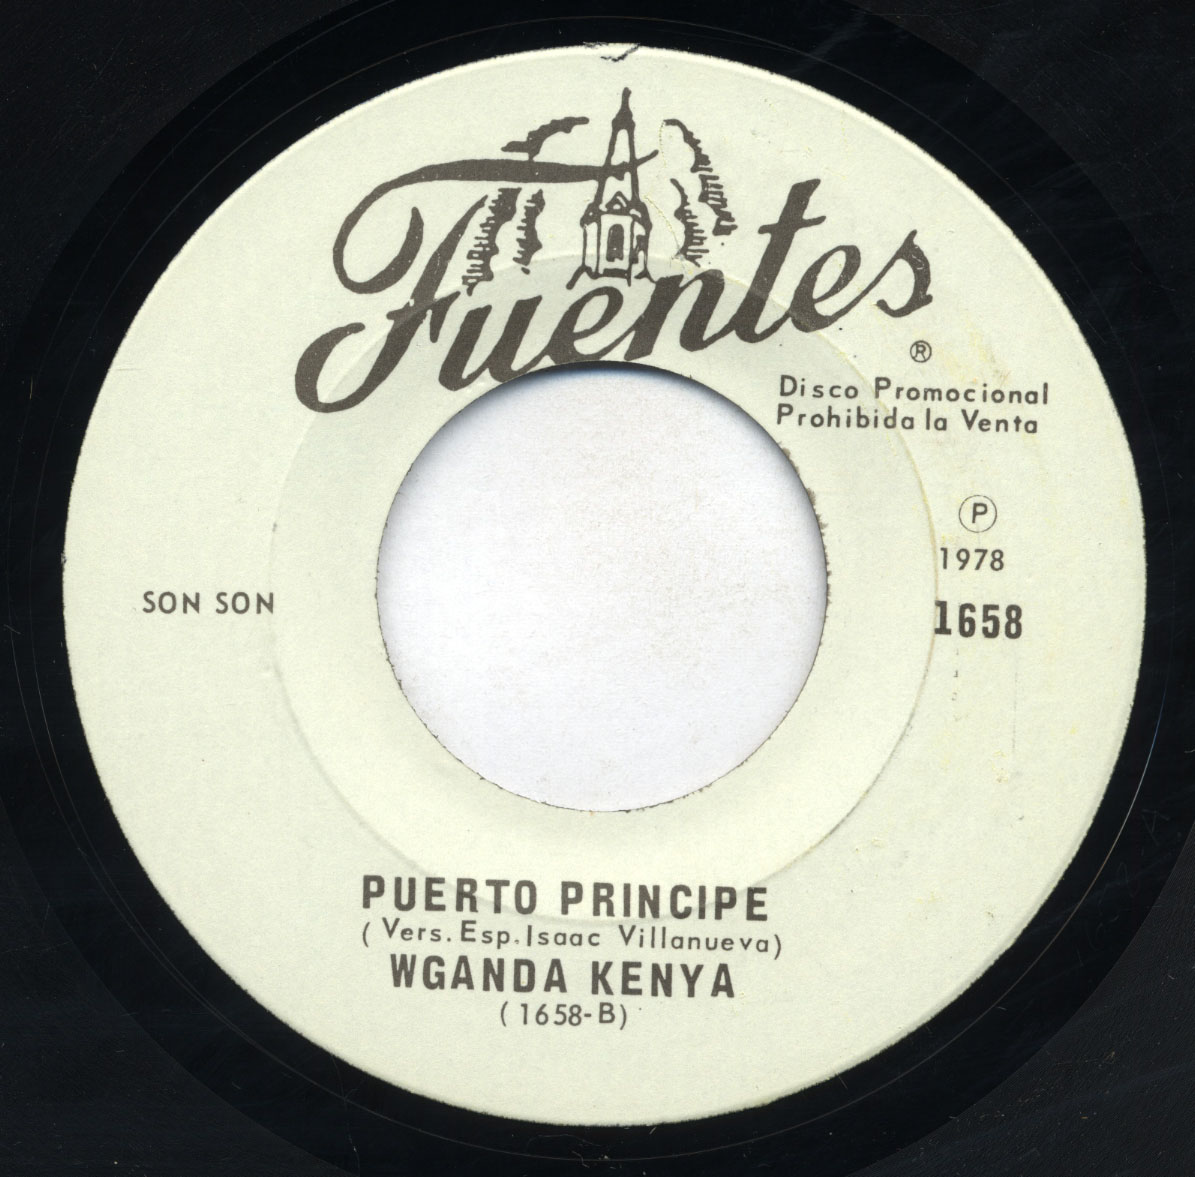 Fuentes
®
Disco Promocional
Prohibida la Venta
Ⓟ
1978
1658
SON SON
PUERTO PRINCIPE
( Vers. Esp. Isaac Villanueva)
WGANDA KENYA
( 1658-B)